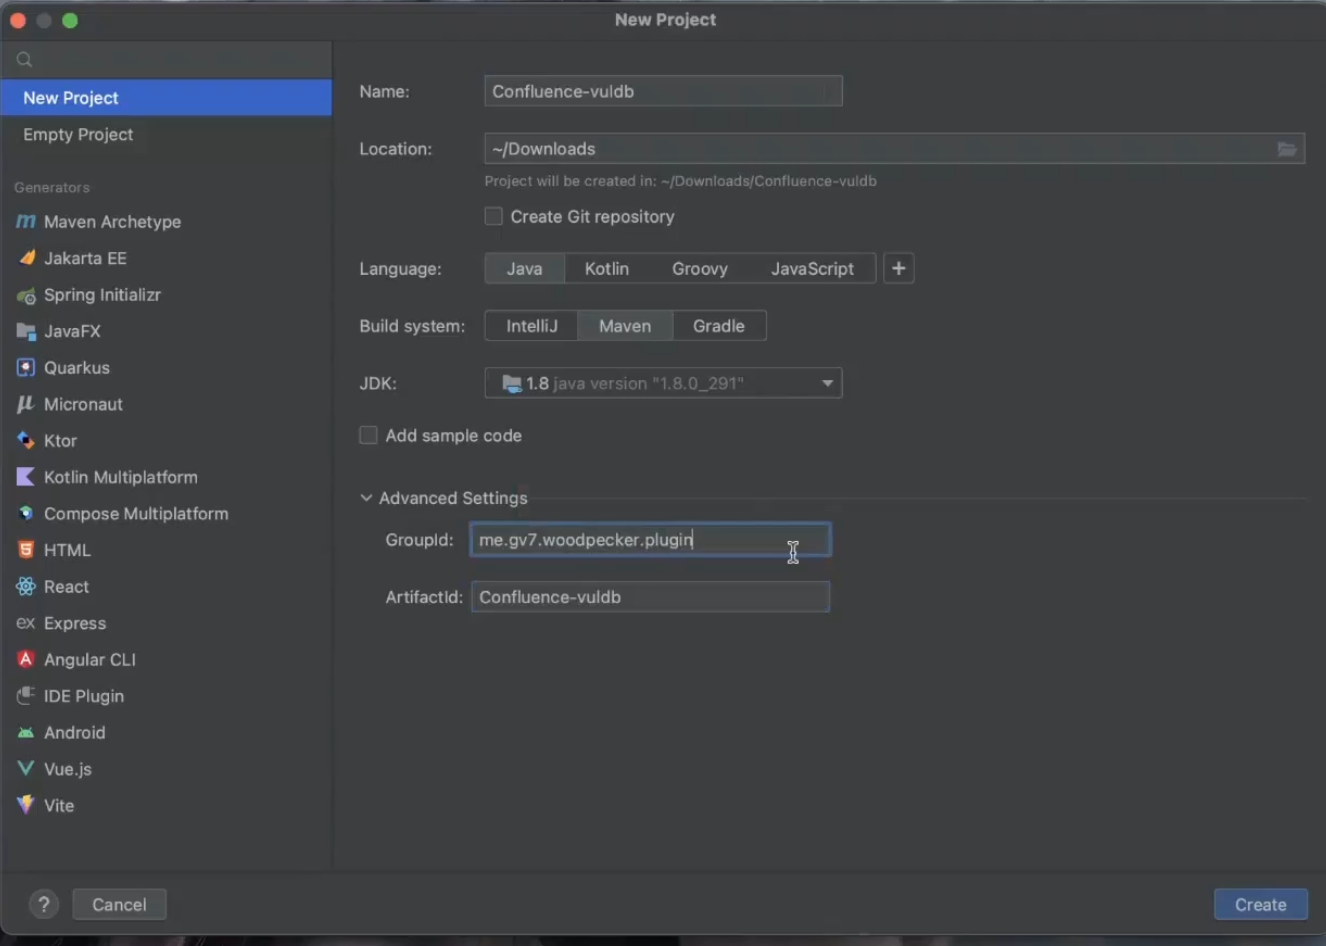 New Project
New Project
Empty Project
Generators
Maven Archetype
Jakarta EE
Spring Initializr
JavaFX
Quarkus
Micronaut
Ktor
Kotlin Multiplatform
Compose Multiplatform
HTML
React
Express
Angular CLI
IDE Plugin
Android
Vue.js
Vite
Name: Confluence-vuldb
Location: ~/Downloads
Project will be created in: ~/Downloads/Confluence-vuldb
Create Git repository
Language: Java Kotlin Groovy JavaScript +
Build system: IntelliJ Maven Gradle
JDK: 1.8 java version "1.8.0_291"
Add sample code
Advanced Settings
GroupId: me.gv7.woodpecker.plugin
ArtifactId: Confluence-vuldb
? Cancel Create